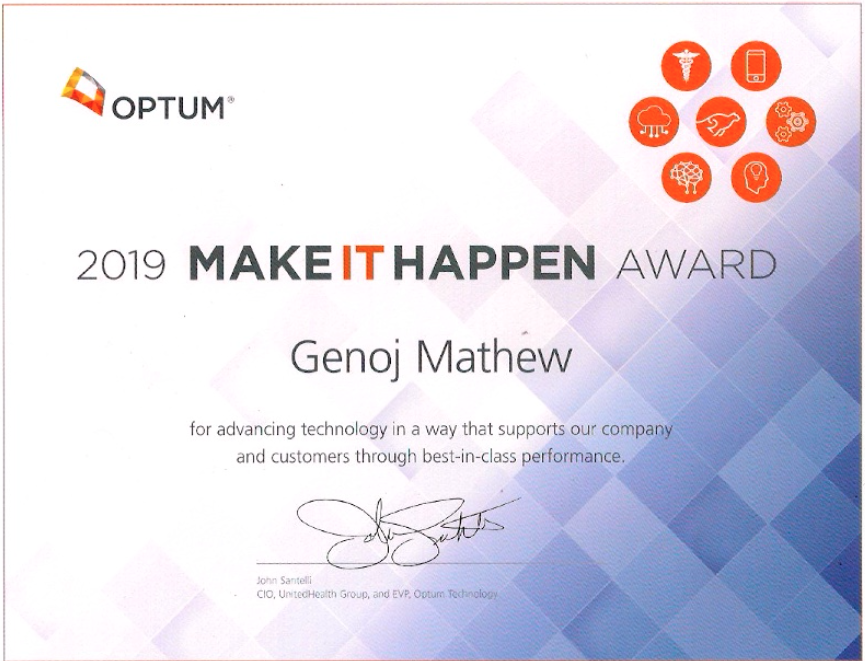 OPTUM®
2019 MAKE IT HAPPEN AWARD
Genoj Mathew
for advancing technology in a way that supports our company
and customers through best-in-class performance.
John Santelli
CIO, UnitedHealth Group, and EVP, Optum Technology